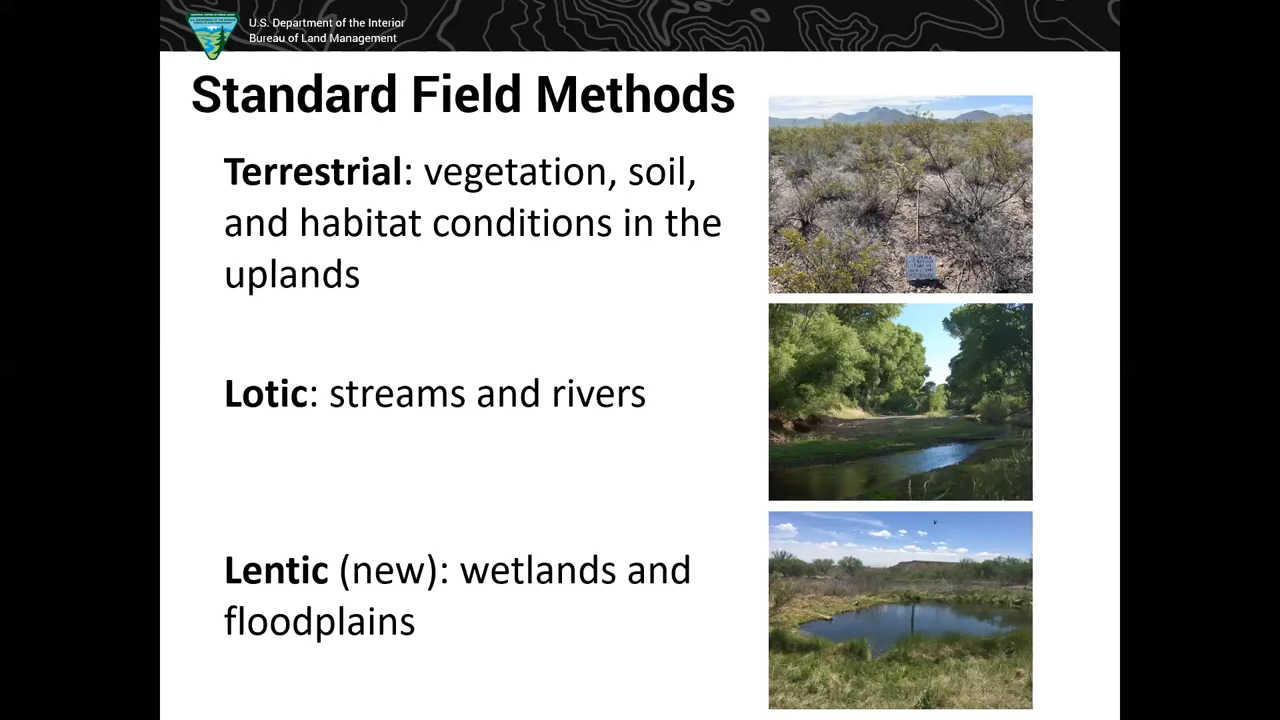 U.S. Department of the Interior
Bureau of Land Management
Standard Field Methods
Terrestrial: vegetation, soil,
and habitat conditions in the
uplands
Lotic: streams and rivers
Lentic (new): wetlands and
floodplains